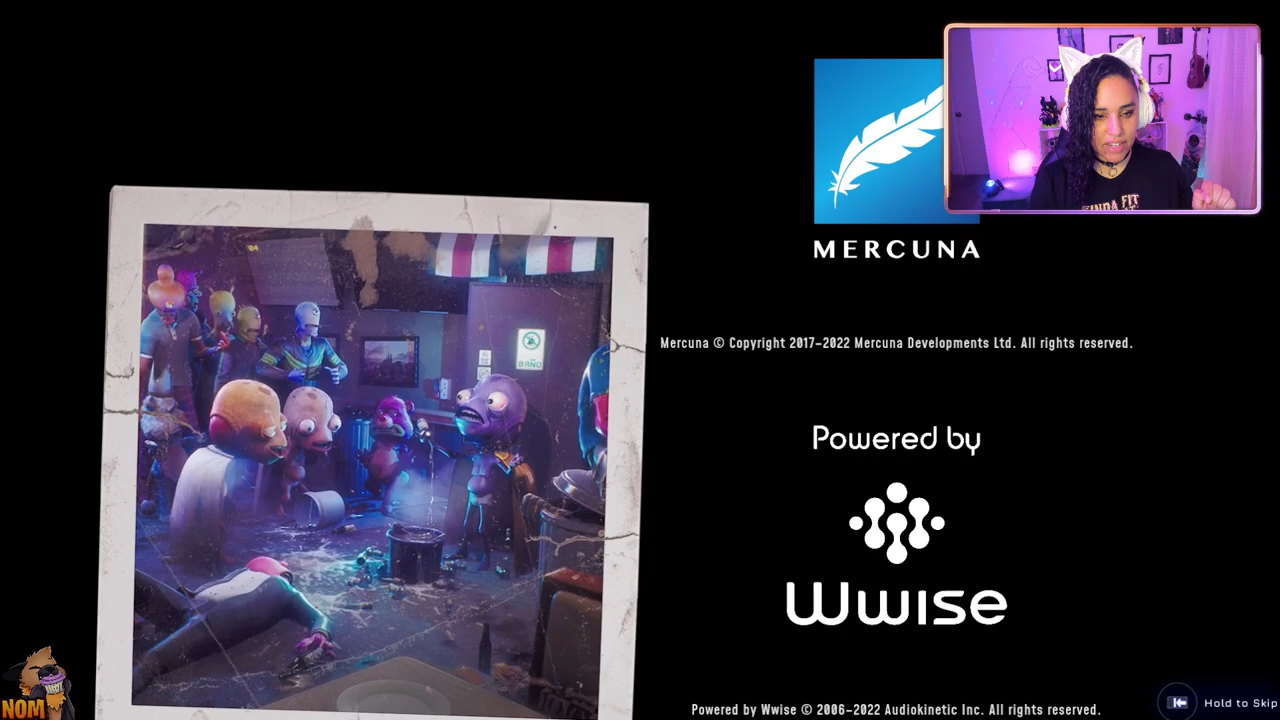 MERCUNA
Mercuna © Copyright 2017–2022 Mercuna Developments Ltd. All rights reserved.
Powered by
Wwise
Powered by Wwise © 2006–2022 Audiokinetic Inc. All rights reserved.
Hold to Skip
BAÑO
NOM